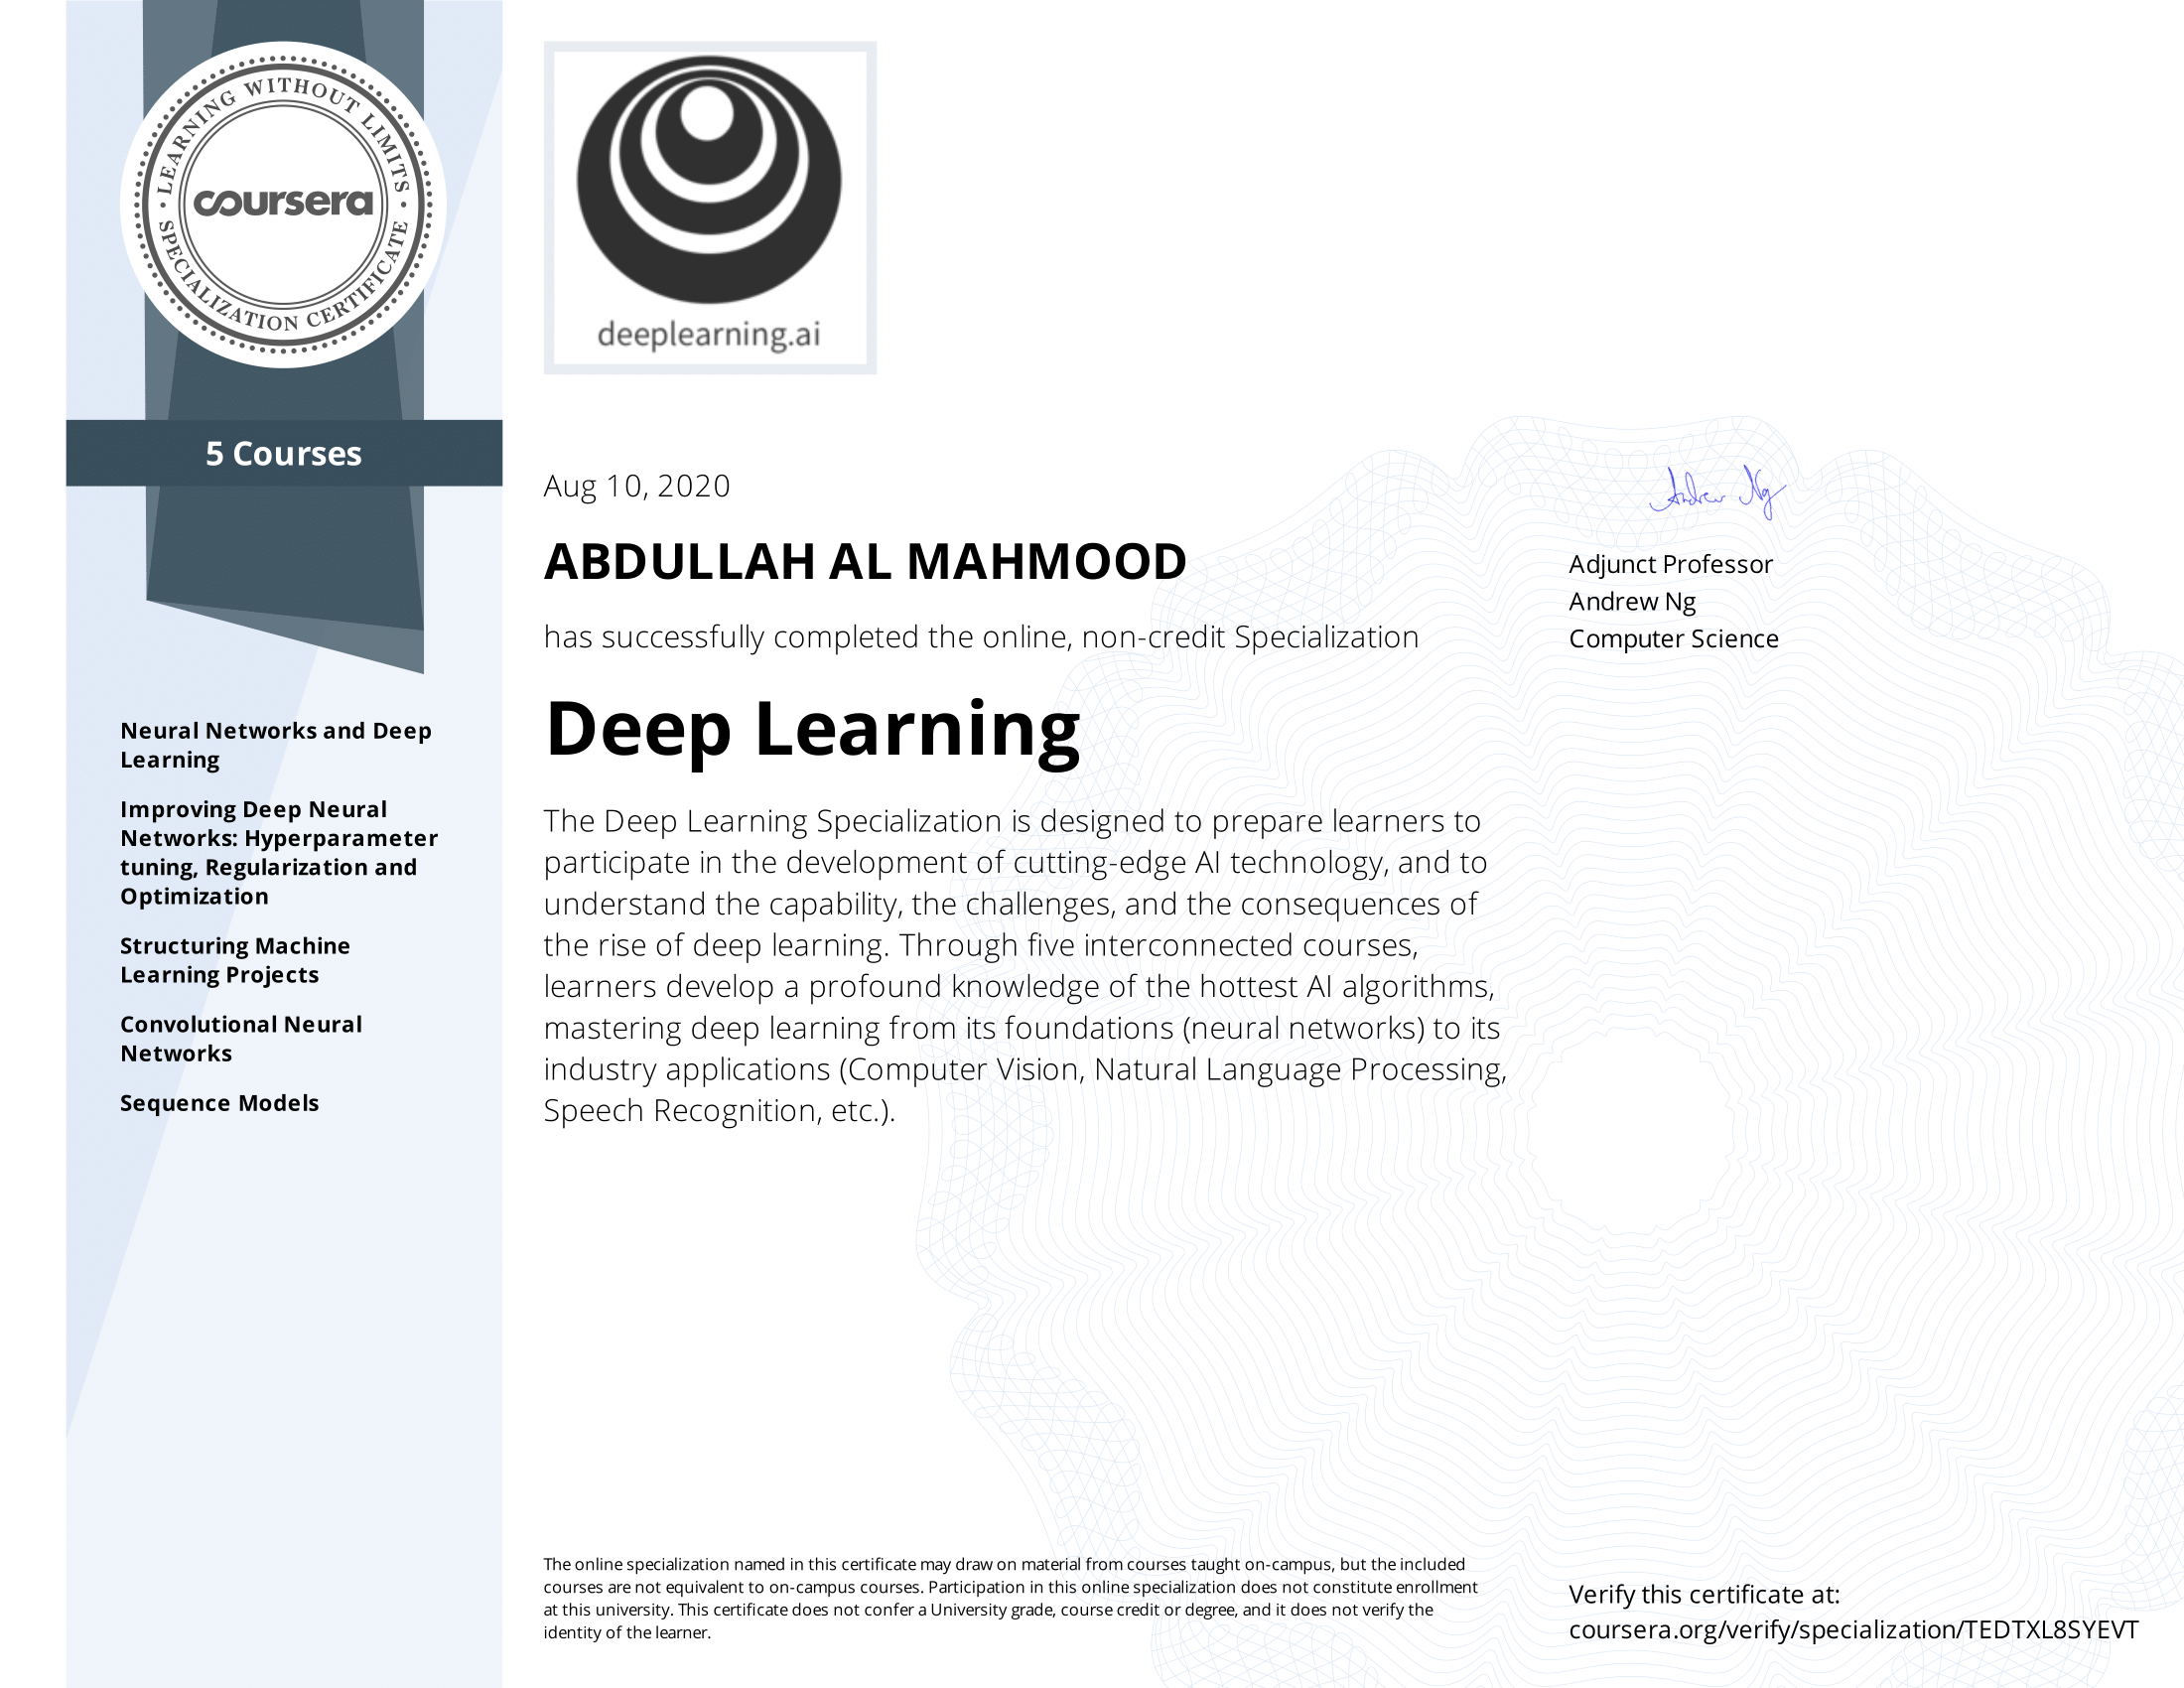 LEARNING WITHOUT LIMITS
coursera
SPECIALIZATION CERTIFICATE
5 Courses
Neural Networks and Deep
Learning
Improving Deep Neural
Networks: Hyperparameter
tuning, Regularization and
Optimization
Structuring Machine
Learning Projects
Convolutional Neural
Networks
Sequence Models
deeplearning.ai
Aug 10, 2020
ABDULLAH AL MAHMOOD
has successfully completed the online, non-credit Specialization
Deep Learning
The Deep Learning Specialization is designed to prepare learners to
participate in the development of cutting-edge AI technology, and to
understand the capability, the challenges, and the consequences of
the rise of deep learning. Through five interconnected courses,
learners develop a profound knowledge of the hottest AI algorithms,
mastering deep learning from its foundations (neural networks) to its
industry applications (Computer Vision, Natural Language Processing,
Speech Recognition, etc.).
Andrew Ng
Adjunct Professor
Andrew Ng
Computer Science
The online specialization named in this certificate may draw on material from courses taught on-campus, but the included
courses are not equivalent to on-campus courses. Participation in this online specialization does not constitute enrollment
at this university. This certificate does not confer a University grade, course credit or degree, and it does not verify the
identity of the learner.
Verify this certificate at:
coursera.org/verify/specialization/TEDTXL8SYEVT